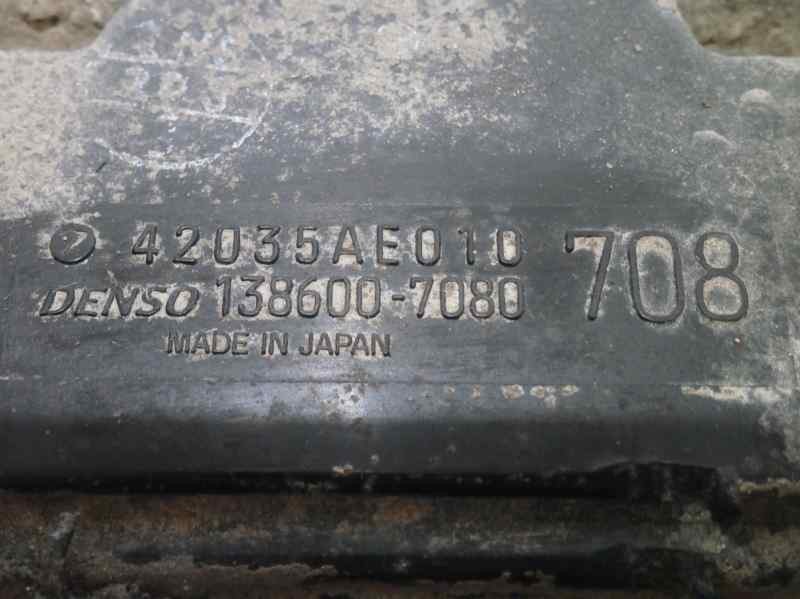 42035AE010
DENSO 138600-7080
708
MADE IN JAPAN